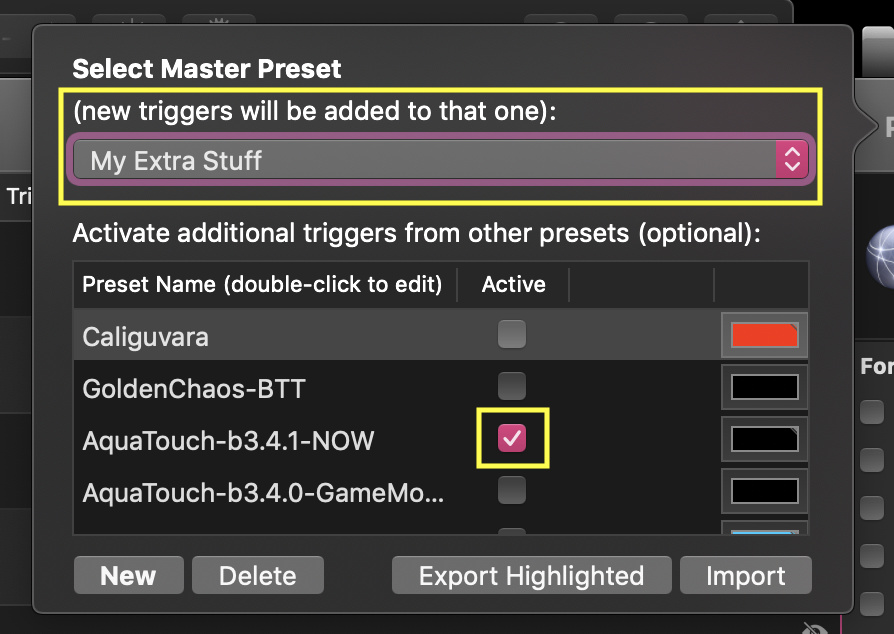 Select Master Preset
(new triggers will be added to that one):
My Extra Stuff
Tri
Activate additional triggers from other presets (optional):
Preset Name (double-click to edit) Active
Caliguvara
For
GoldenChaos-BTT
AquaTouch-b3.4.1-NOW
AquaTouch-b3.4.0-GameMo...
New Delete Export Highlighted Import